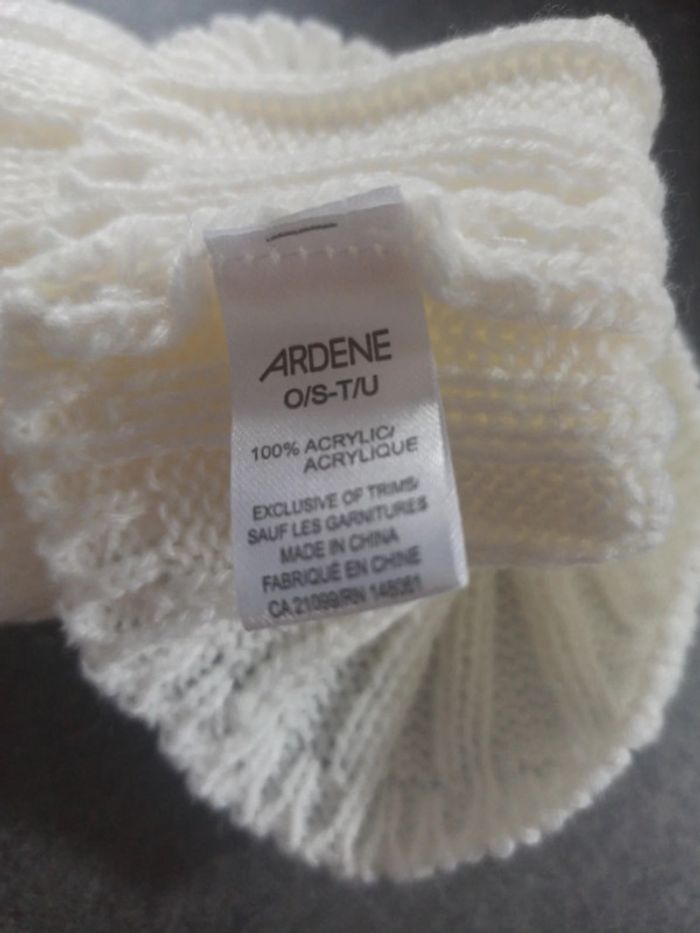 ARDENE
O/S-T/U
100% ACRYLIC/
ACRYLIQUE
EXCLUSIVE OF TRIMS/
SAUF LES GARNITURES
MADE IN CHINA
FABRIQUÉ EN CHINE
CA 21099/RN 148061